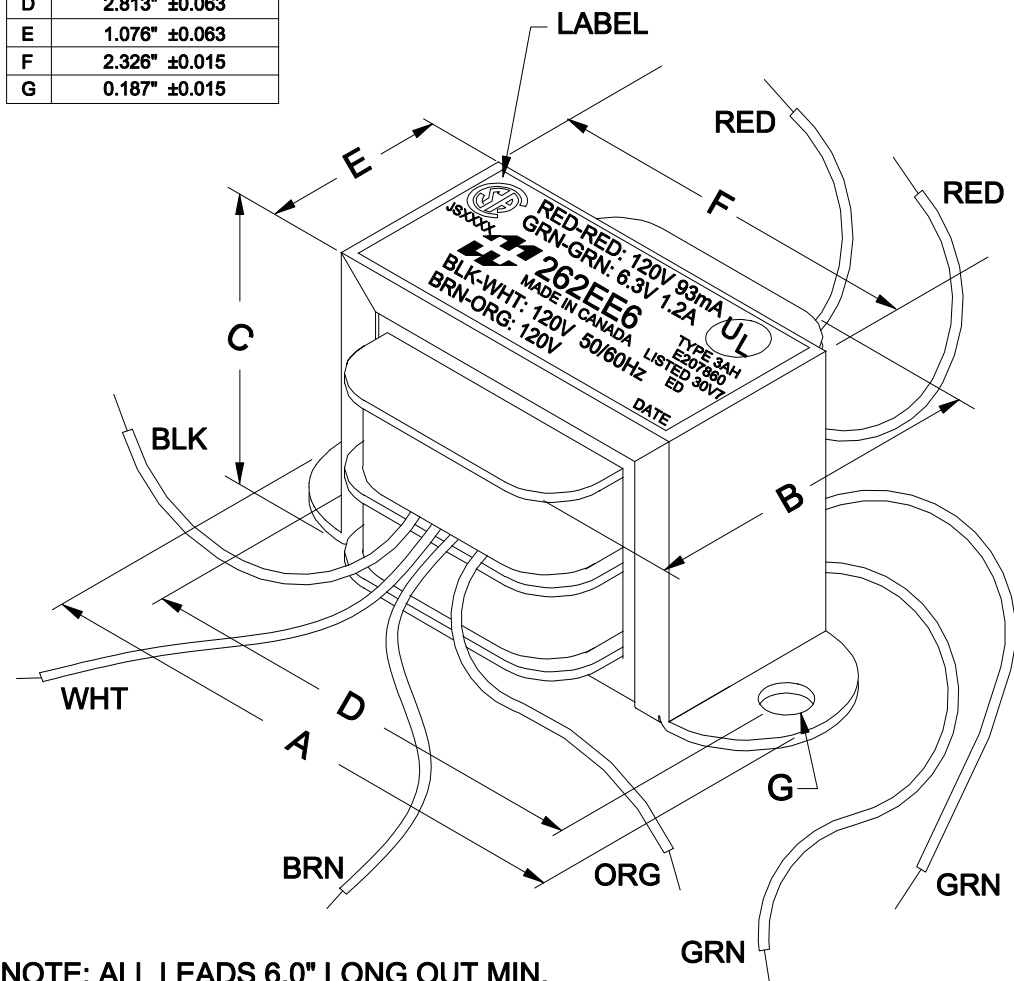 D 2.813" ±0.063
E 1.076" ±0.063
F 2.326" ±0.015
G 0.187" ±0.015
LABEL
RED
RED
E
F
C
JSXXXX
RED-RED: 120V 93mA
GRN-GRN: 6.3V 1.2A
262EE6
MADE IN CANADA
BLK-WHT: 120V 50/60Hz
BRN-ORG: 120V
UL
TYPE 3AH
E207860
LISTED 30V7
ED
DATE
BLK
B
WHT
D
A
G
BRN
ORG
GRN
GRN
NOTE: ALL LEADS 6.0" LONG OUT MIN.